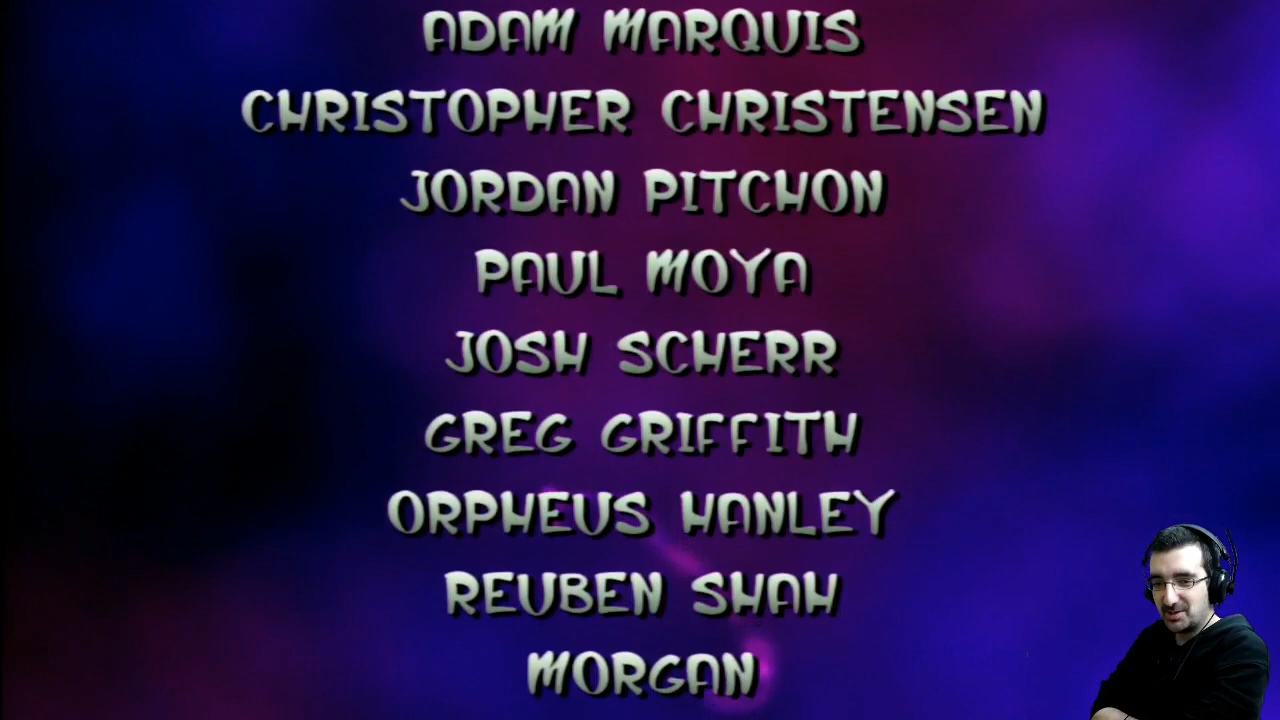 ADAM MARQUIS
CHRISTOPHER CHRISTENSEN
JORDAN PITCHON
PAUL MOYA
JOSH SCHERR
GREG GRIFFITH
ORPHEUS HANLEY
REUBEN SHAH
MORGAN